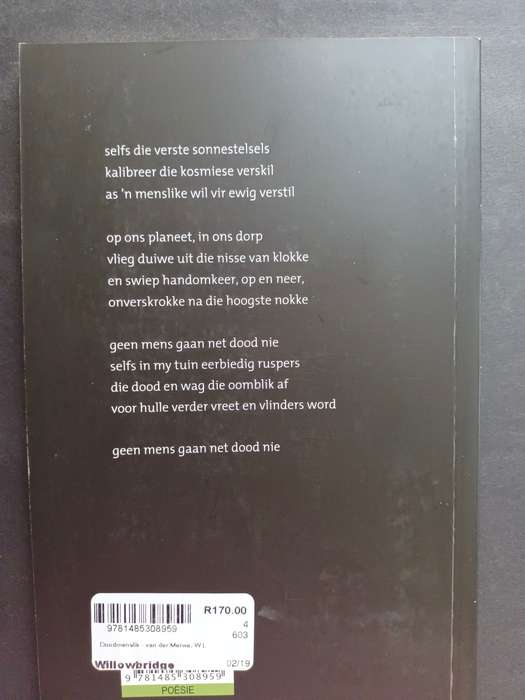 selfs die verste sonnestelsels
kalibreer die kosmiese verskil
as 'n menslike wil vir ewig verstil
op ons planeet, in ons dorp
vlieg duiwe uit die nisse van klokke
en swiep handomkeer, op en neer,
onverskrokke na die hoogste nokke
geen mens gaan net dood nie
selfs in my tuin eerbiedig ruspers
die dood en wag die oomblik af
voor hulle verder vreet en vlinders word
geen mens gaan net dood nie
R170.00
9781485308959 4
603
van der Merwe, W L
Willowbridge 02/19
9 781485 308959
POËSIE